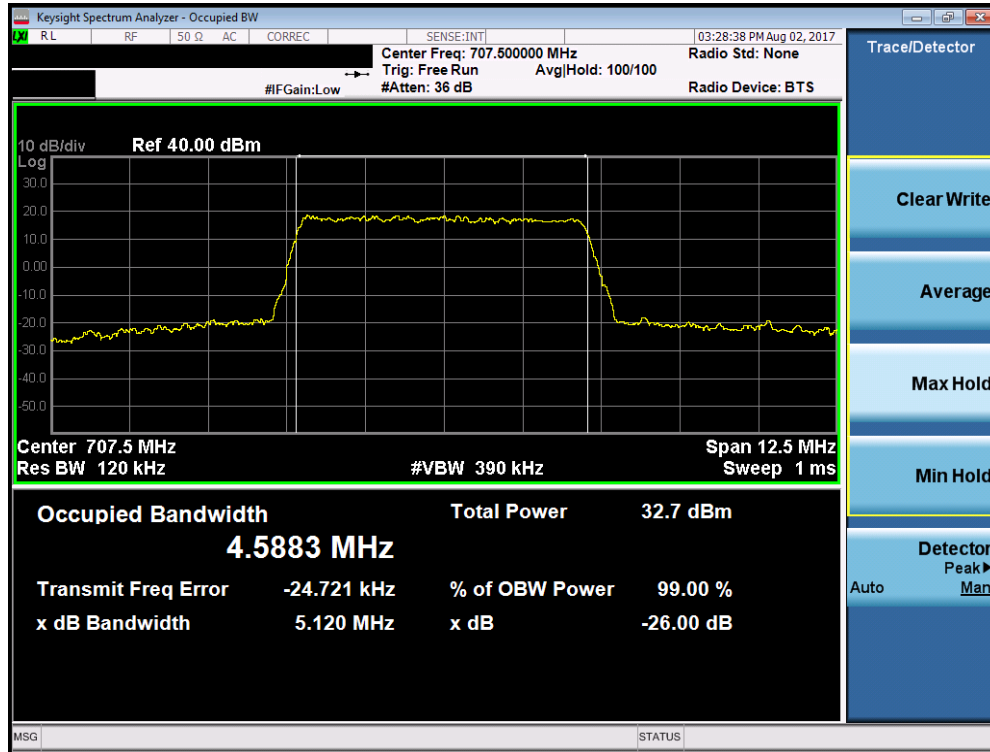 Keysight Spectrum Analyzer - Occupied BW
LXI RL RF 50 Ω AC CORREC SENSE:INT 03:28:38 PM Aug 02, 2017
Center Freq: 707.500000 MHz Radio Std: None
Trig: Free Run Avg|Hold: 100/100
#IFGain:Low #Atten: 36 dB Radio Device: BTS
Trace/Detector
10 dB/div Ref 40.00 dBm
Log
30.0
20.0
10.0
0.00
-10.0
-20.0
-30.0
-40.0
-50.0
Center 707.5 MHz Span 12.5 MHz
Res BW 120 kHz #VBW 390 kHz Sweep 1 ms
Occupied Bandwidth Total Power 32.7 dBm
4.5883 MHz
Transmit Freq Error -24.721 kHz % of OBW Power 99.00 %
x dB Bandwidth 5.120 MHz x dB -26.00 dB
Clear Write
Average
Max Hold
Min Hold
Detector
Peak▶
Auto Man
MSG STATUS